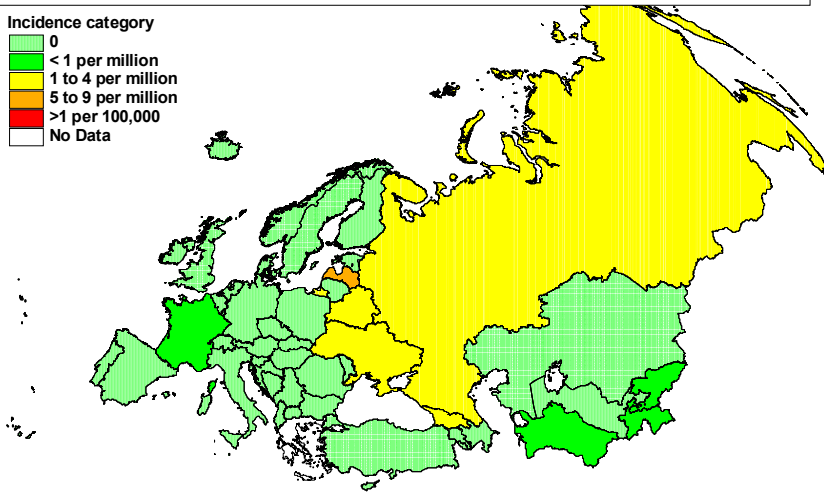 Incidence category
0
< 1 per million
1 to 4 per million
5 to 9 per million
>1 per 100,000
No Data